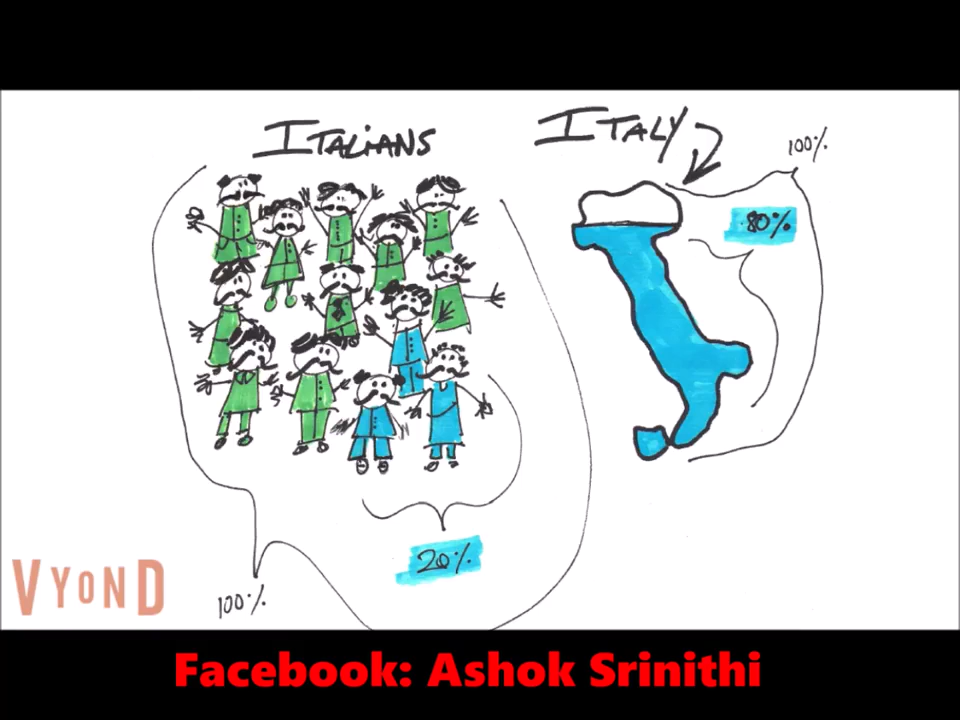 ITALIANS
ITALY
100%
80%
20%
100%
VYOND
Facebook: Ashok Srinithi